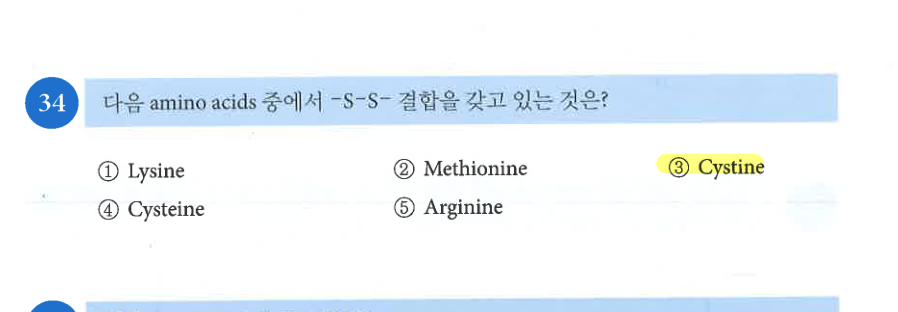 34 다음 amino acids 중에서 -S-S- 결합을 갖고 있는 것은?
① Lysine ② Methionine ③ Cystine
④ Cysteine ⑤ Arginine